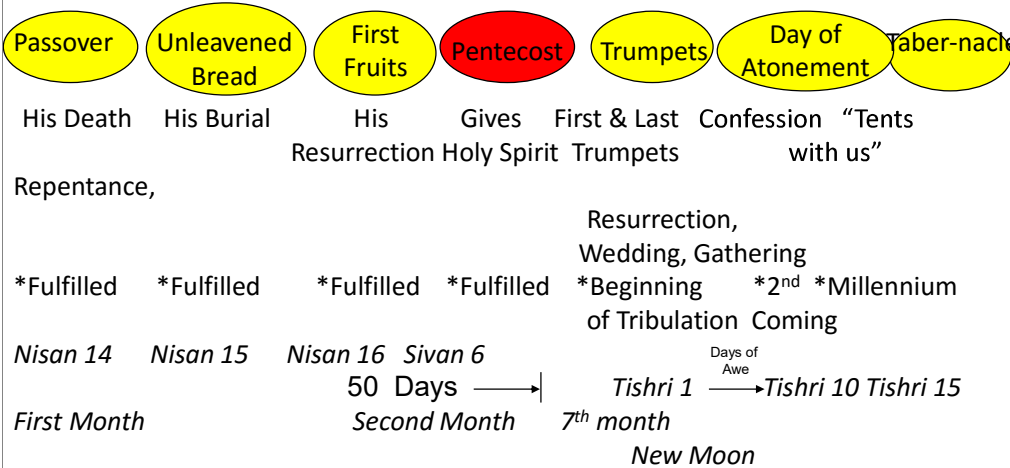 Passover Unleavened Bread First Fruits Pentecost Trumpets Day of Atonement Taber-nacle
His Death His Burial His Gives First & Last Confession “Tents
Resurrection Holy Spirit Trumpets with us”
Repentance,
Resurrection,
Wedding, Gathering
*Fulfilled *Fulfilled *Fulfilled *Fulfilled *Beginning *2nd *Millennium
of Tribulation Coming
Nisan 14 Nisan 15 Nisan 16 Sivan 6
Days of
Awe
50 Days Tishri 1 Tishri 10 Tishri 15
First Month Second Month 7th month
New Moon